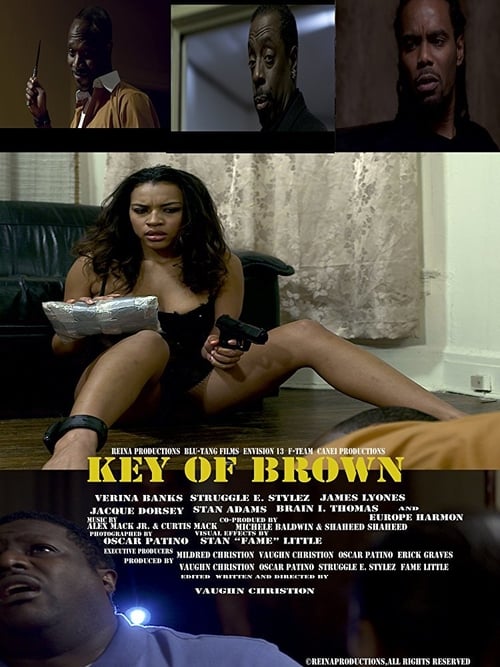 REINA PRODUCTIONS BLU-TANG FILMS ENVISION 13 F-TEAM CANEI PRODUCTIONS
KEY OF BROWN
VERINA BANKS STRUGGLE E. STYLEZ JAMES LYONES
JACQUE DORSEY STAN ADAMS BRAIN I. THOMAS AND EUROPE HARMON
MUSIC BY ALEX MACK JR. & CURTIS MACK CO-PRODUED BY MICHELE BALDWIN & SHAHEED SHAHEED
PHOTOGRAPHED BY OSCAR PATINO VISUAL EFFECTS BY STAN "FAME" LITTLE
EXECUTIVE PRODUCERS MILDRED CHRISTION VAUGHN CHRISTION OSCAR PATINO ERICK GRAVES
PRODUCED BY VAUGHN CHRISTION OSCAR PATINO STRUGGLE E. STYLEZ FAME LITTLE
EDITED WRITTEN AND DIRECTED BY
VAUGHN CHRISTION
©REINAPRODUCTIONS,ALL RIGHTS RESERVED